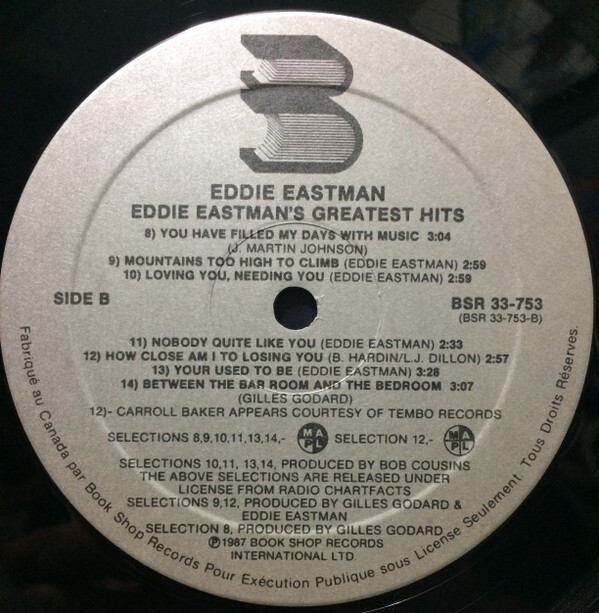 EDDIE EASTMAN
EDDIE EASTMAN'S GREATEST HITS
8) YOU HAVE FILLED MY DAYS WITH MUSIC 3:04
(J. MARTIN JOHNSON)
9) MOUNTAINS TOO HIGH TO CLIMB (EDDIE EASTMAN) 2:59
10) LOVING YOU, NEEDING YOU (EDDIE EASTMAN) 2:59
SIDE B
BSR 33-753
(BSR 33-753-B)
11) NOBODY QUITE LIKE YOU (EDDIE EASTMAN) 2:33
12) HOW CLOSE AM I TO LOSING YOU (B. HARDIN/L.J. DILLON) 2:57
13) YOUR USED TO BE (EDDIE EASTMAN) 3:28
14) BETWEEN THE BAR ROOM AND THE BEDROOM 3:07
(GILLES GODARD)
12)- CARROLL BAKER APPEARS COURTESY OF TEMBO RECORDS
SELECTIONS 8,9,10,11,13,14,- MAPL SELECTION 12,- MAPL
SELECTIONS 10,11, 13,14, PRODUCED BY BOB COUSINS
THE ABOVE SELECTIONS ARE RELEASED UNDER
LICENSE FROM RADIO CHARTFACTS
SELECTIONS 9,12, PRODUCED BY GILLES GODARD &
EDDIE EASTMAN
SELECTION 8, PRODUCED BY GILLES GODARD
Ⓟ1987 BOOK SHOP RECORDS
INTERNATIONAL LTD.
Fabriqué au Canada par Book Shop Records Pour Exécution Publique sous License Seulement. Tous Droits Réserves.